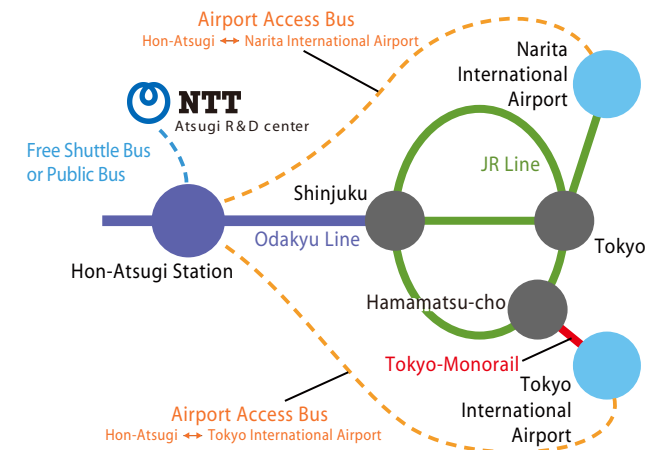 Airport Access Bus
Hon-Atsugi ↔ Narita International Airport
Narita
International
Airport
NTT
Atsugi R&D center
Free Shuttle Bus
or Public Bus
JR Line
Shinjuku
Odakyu Line
Tokyo
Hon-Atsugi Station
Hamamatsu-cho
Tokyo-Monorail
Tokyo
International
Airport
Airport Access Bus
Hon-Atsugi ↔ Tokyo International Airport